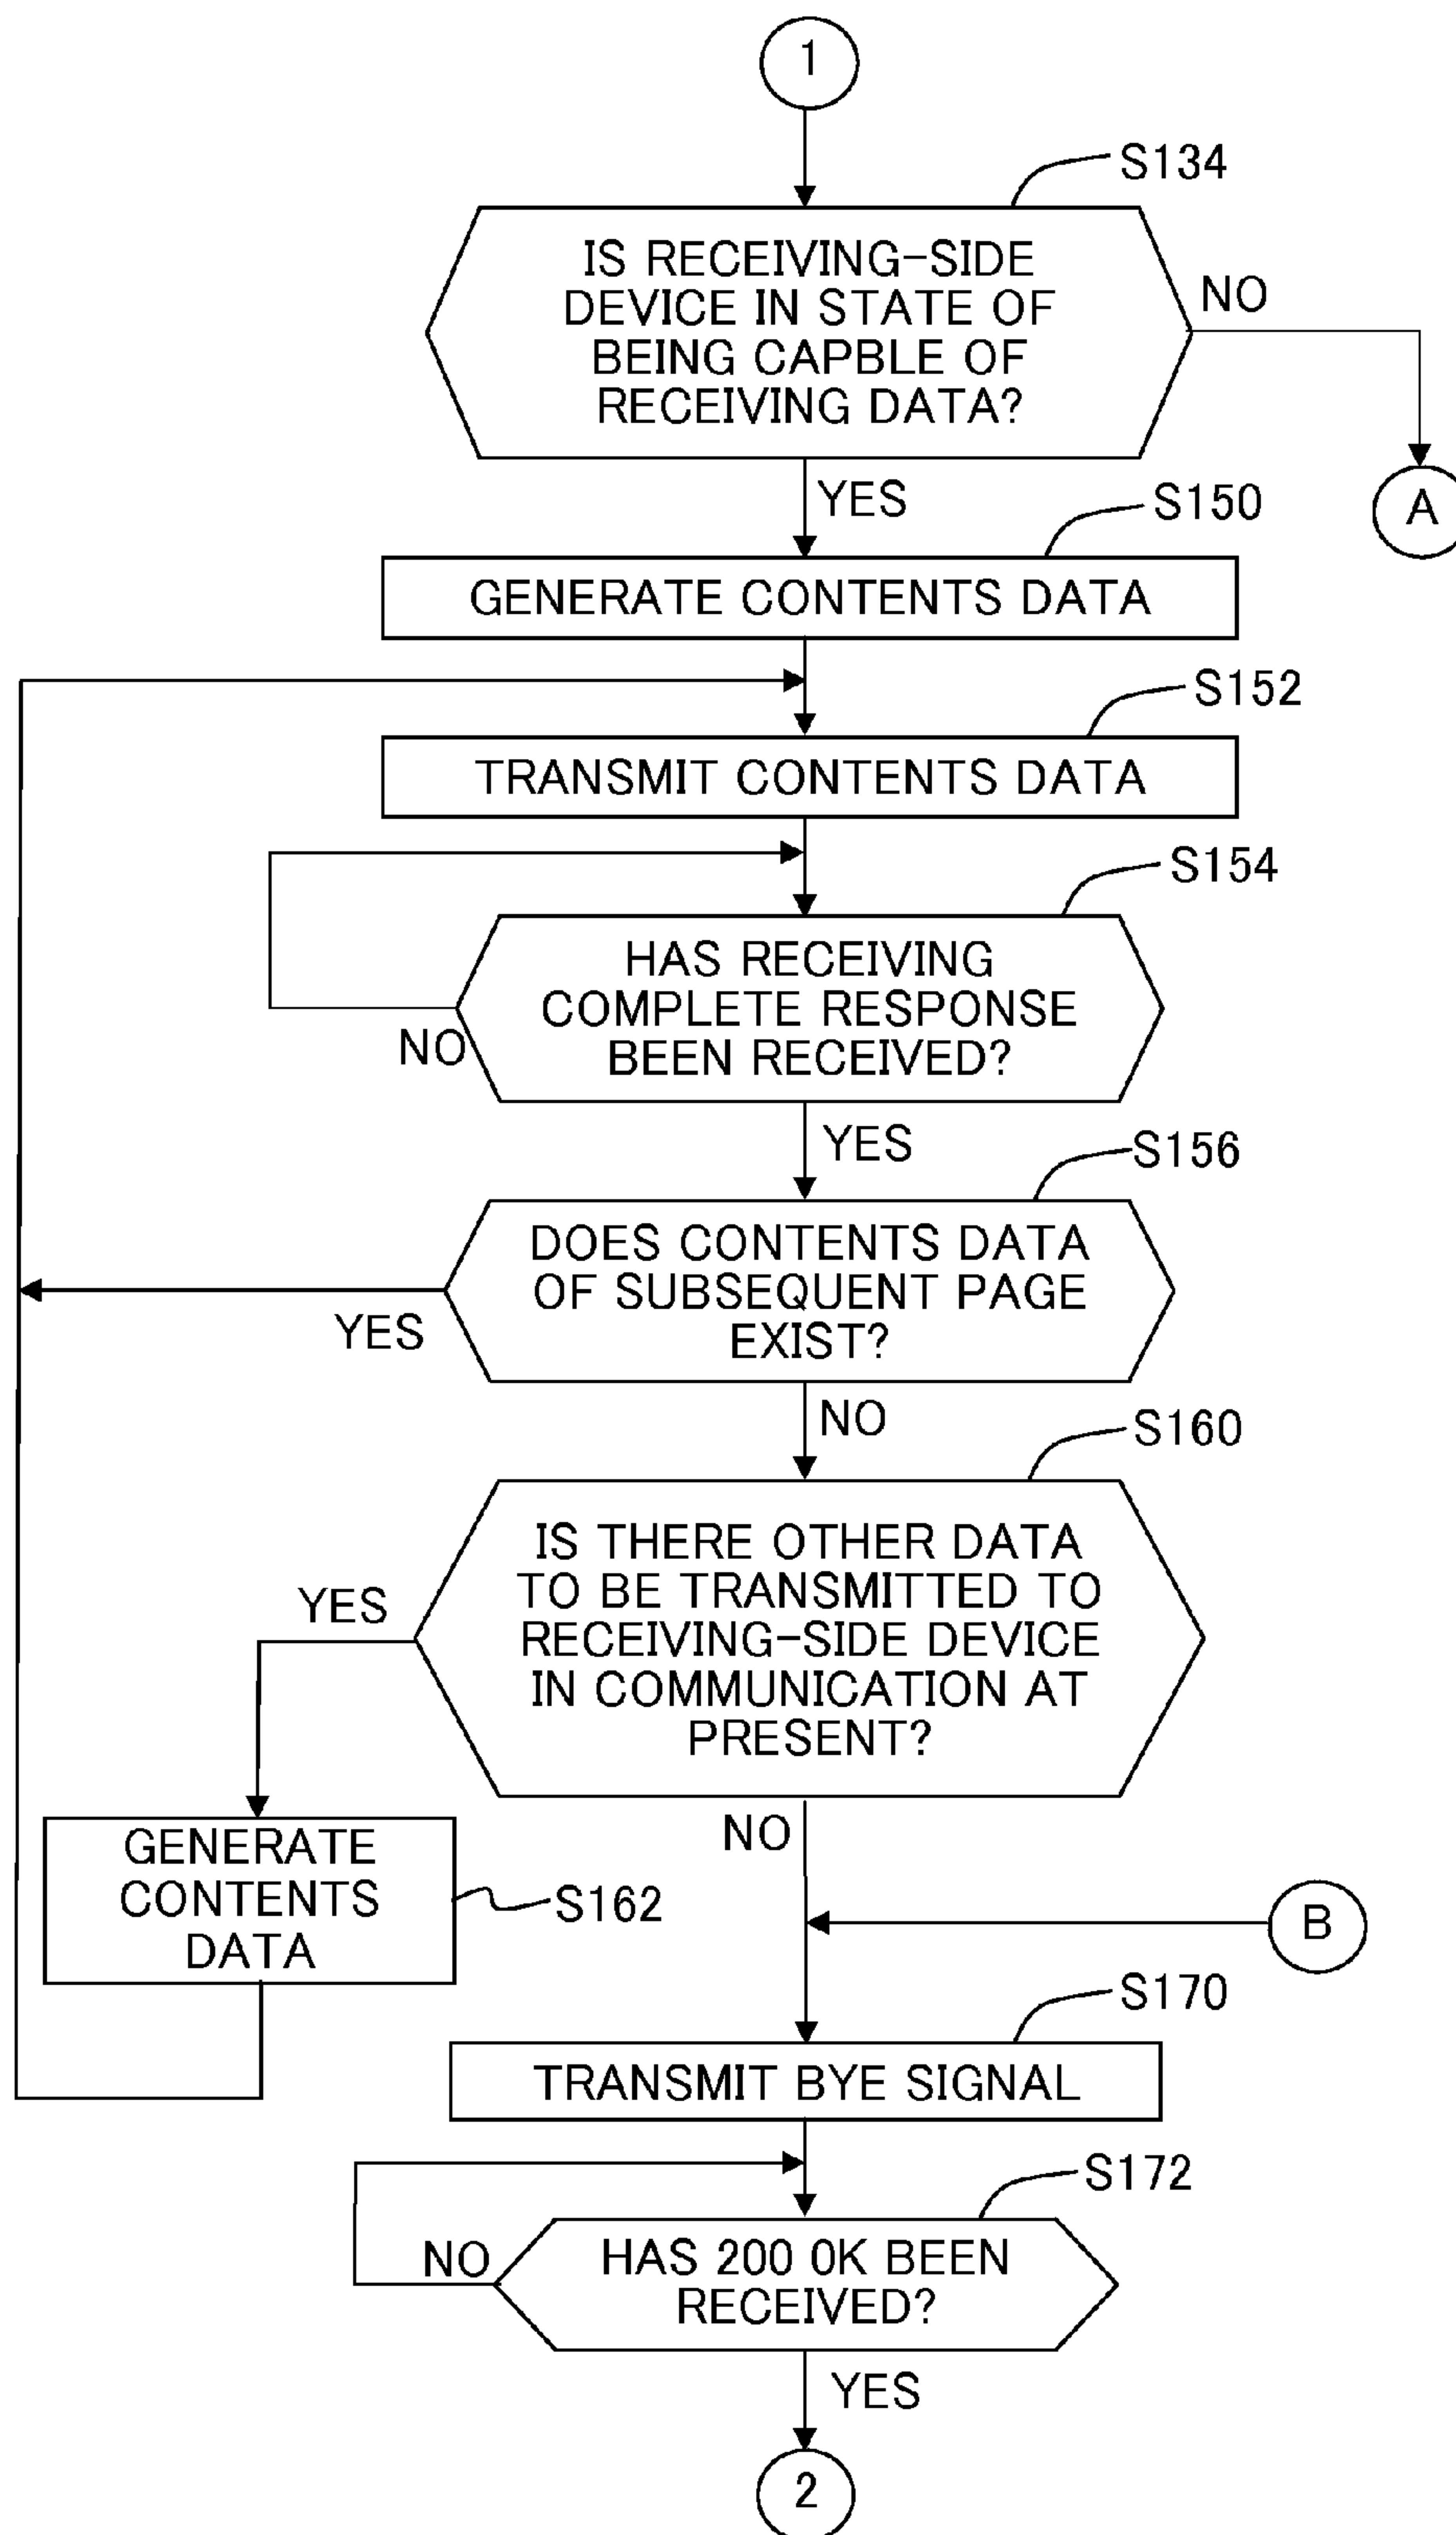 1
S134
IS RECEIVING-SIDE
DEVICE IN STATE OF
BEING CAPBLE OF
RECEIVING DATA?
NO
A
YES
S150
GENERATE CONTENTS DATA
S152
TRANSMIT CONTENTS DATA
S154
HAS RECEIVING
COMPLETE RESPONSE
BEEN RECEIVED?
NO
YES
S156
DOES CONTENTS DATA
OF SUBSEQUENT PAGE
EXIST?
YES
NO
S160
IS THERE OTHER DATA
TO BE TRANSMITTED TO
RECEIVING-SIDE DEVICE
IN COMMUNICATION AT
PRESENT?
YES
NO
GENERATE
CONTENTS
DATA
S162
B
S170
TRANSMIT BYE SIGNAL
S172
HAS 200 OK BEEN
RECEIVED?
NO
YES
2